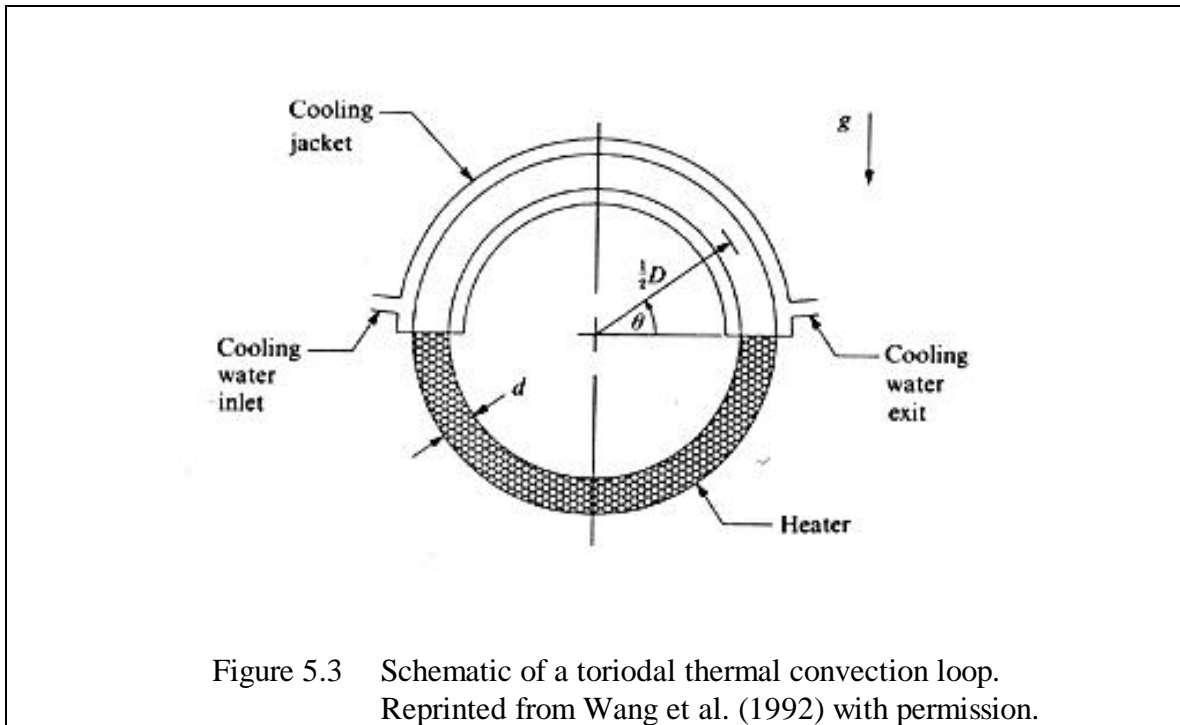 Cooling
jacket
g
½D
θ
Cooling
water
inlet
d
Cooling
water
exit
Heater
Figure 5.3 Schematic of a toriodal thermal convection loop.
Reprinted from Wang et al. (1992) with permission.